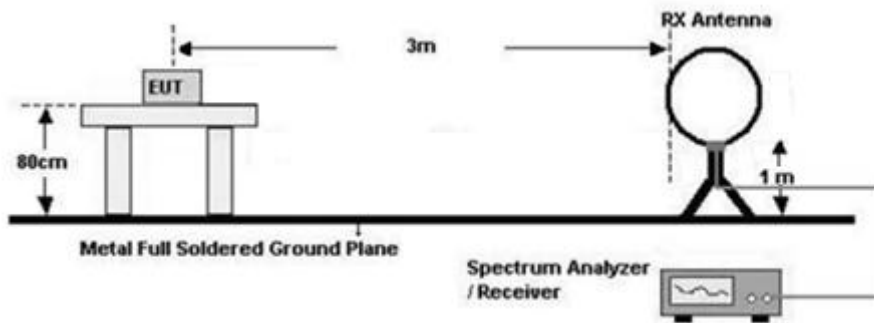 RX Antenna
3m
EUT
80cm
1 m
Metal Full Soldered Ground Plane
Spectrum Analyzer
/ Receiver